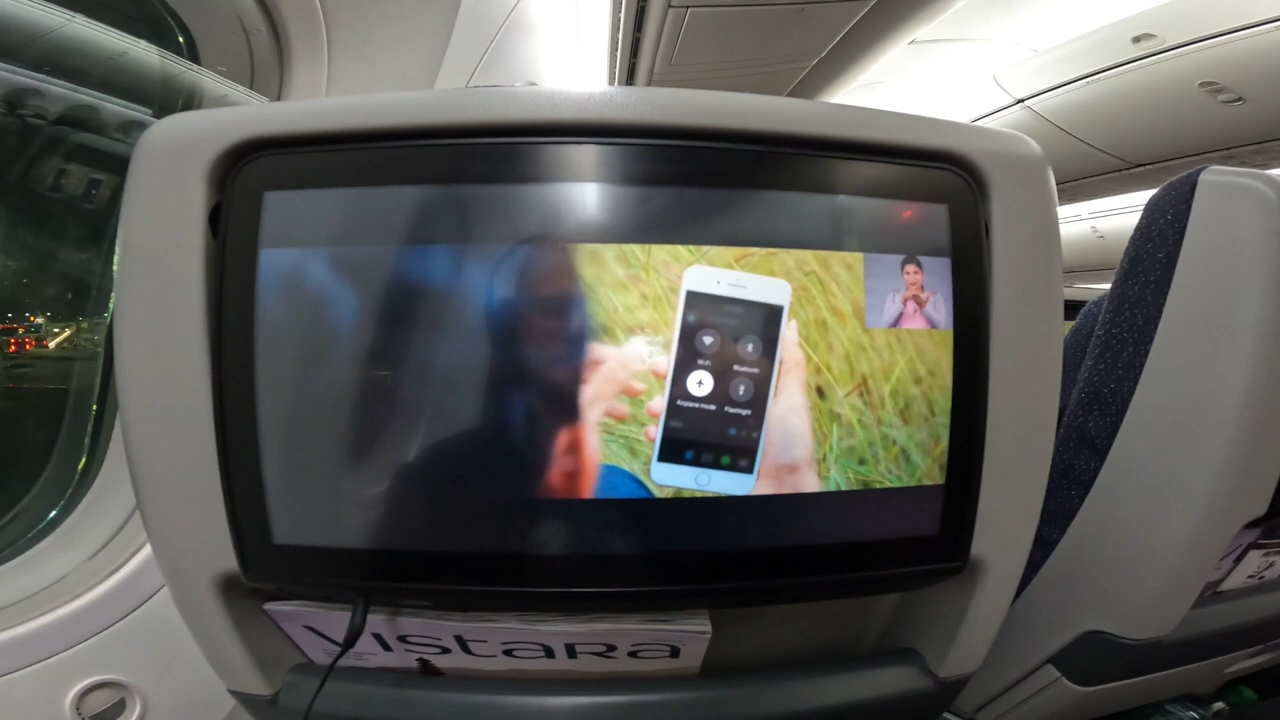 Wi-Fi
Bluetooth
Airplane mode
Flashlight
VISTARA